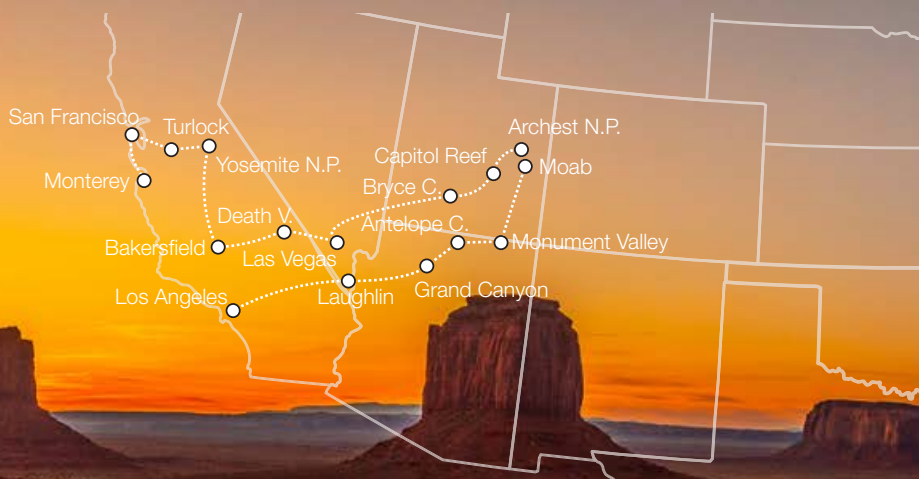 San Francisco
Turlock
Archest N.P.
Yosemite N.P.
Capitol Reef
Moab
Monterey
Bryce C.
Death V.
Antelope C.
Bakersfield
Las Vegas
Monument Valley
Los Angeles
Laughlin
Grand Canyon